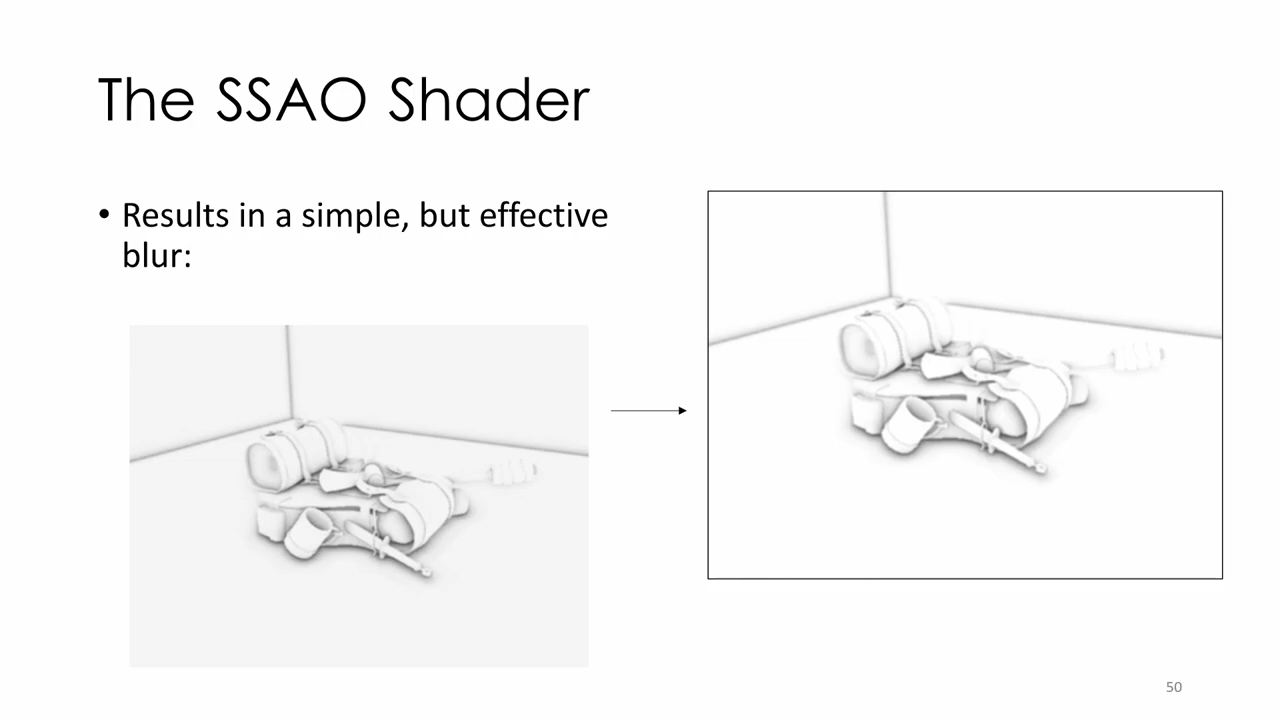 The SSAO Shader
• Results in a simple, but effective
blur:
50